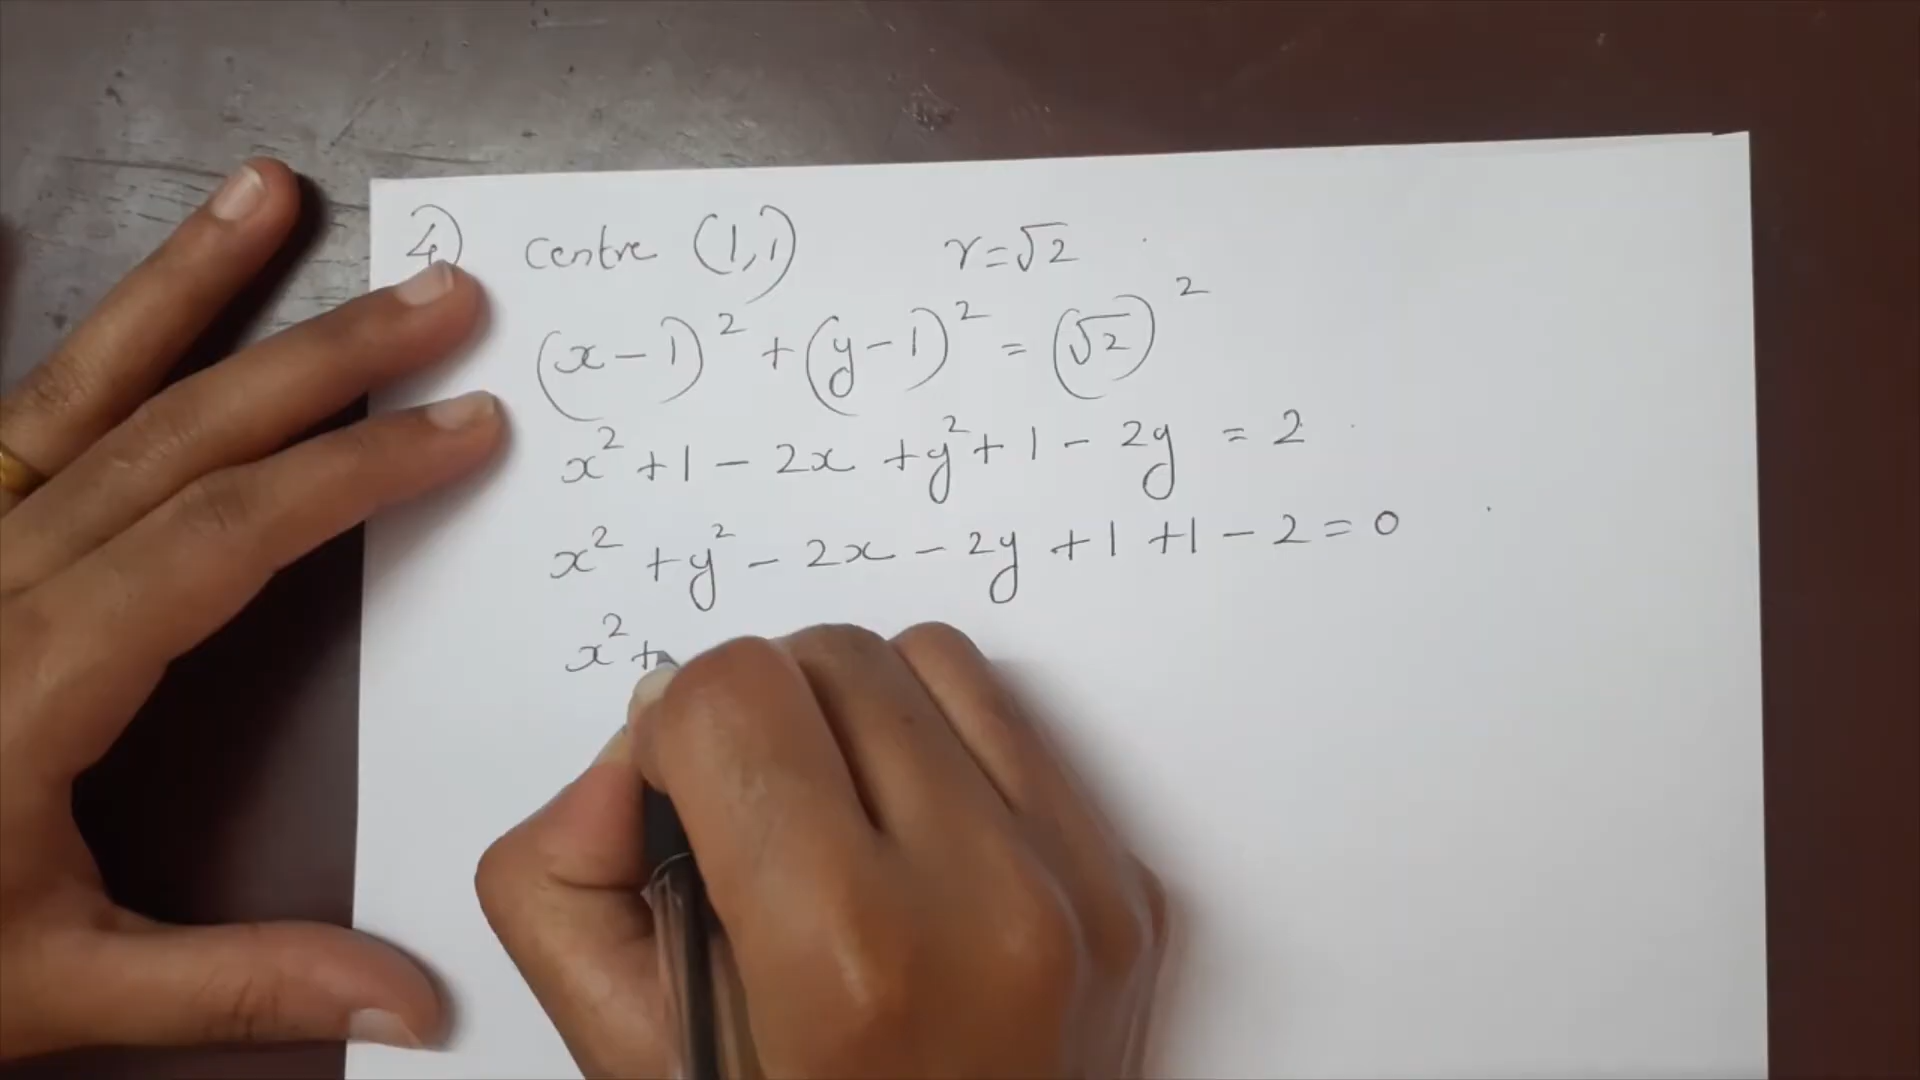 4) Centre (1,1) r=√2
(x-1)² + (y-1)² = (√2)²
x² + 1 - 2x + y² + 1 - 2y = 2
x² + y² - 2x - 2y + 1 + 1 - 2 = 0
x² +